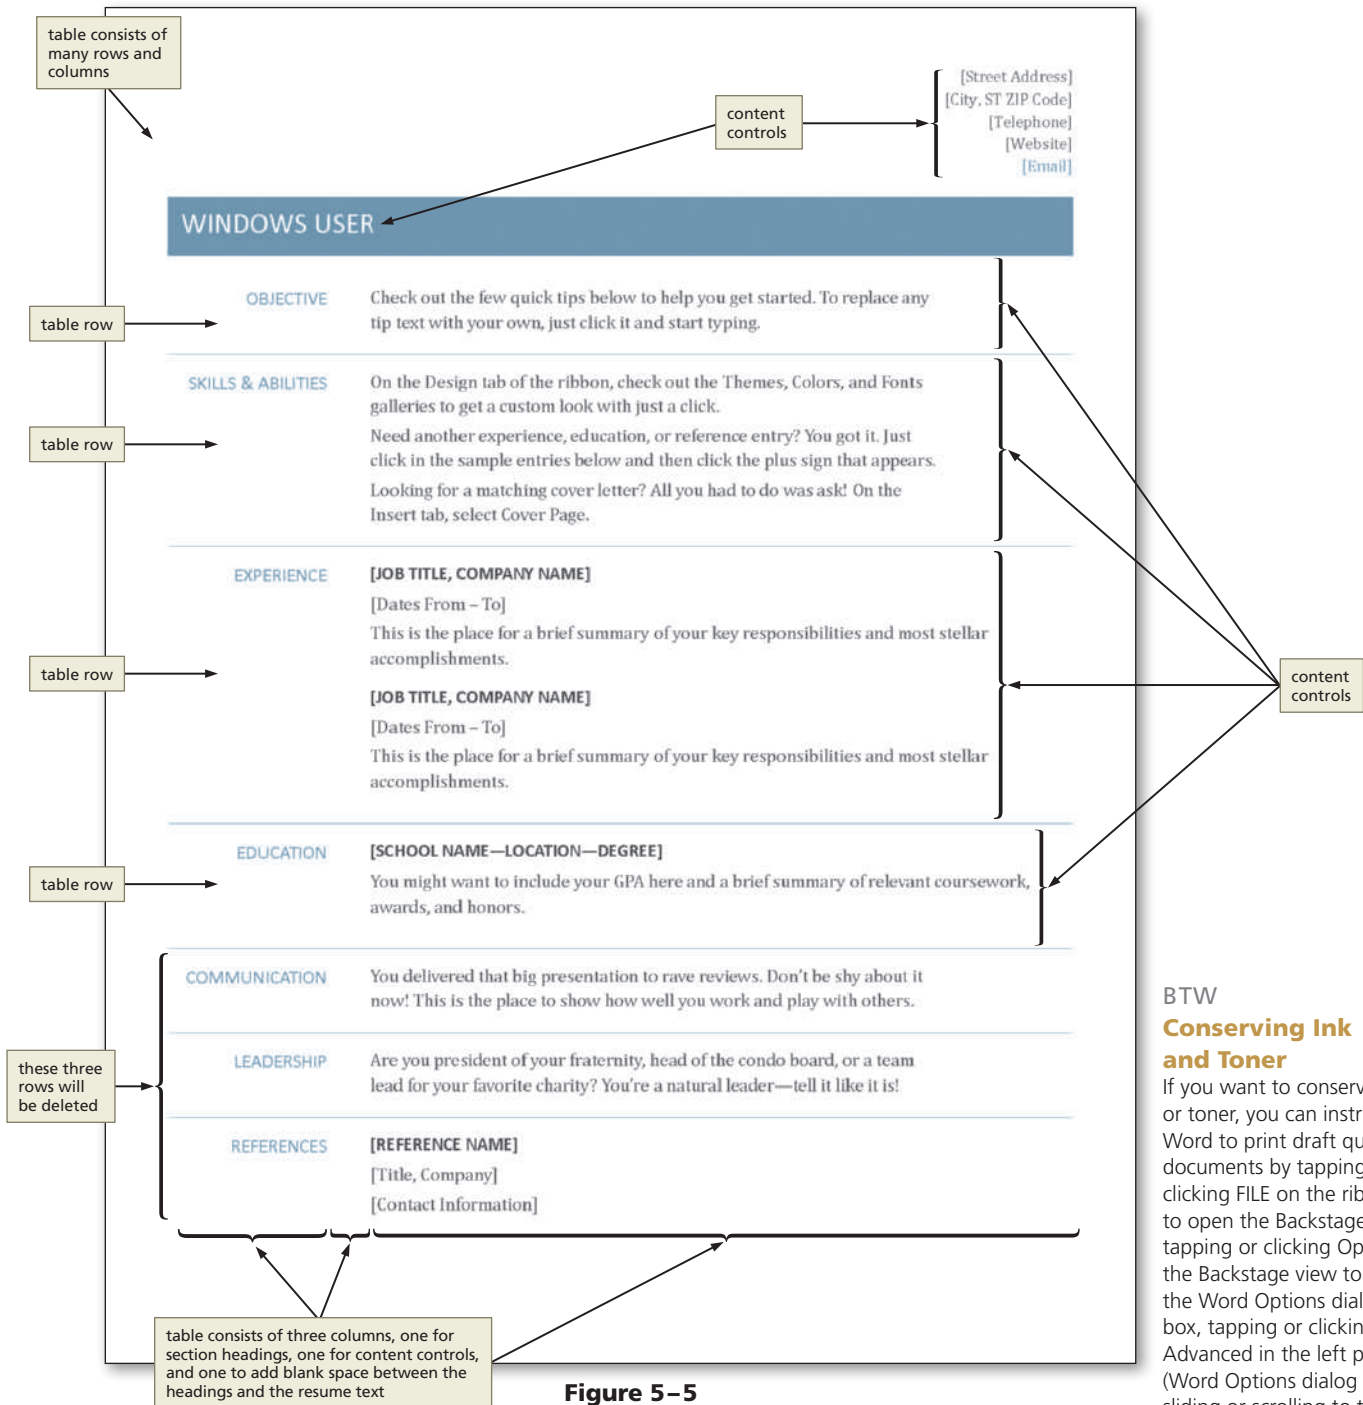 table consists of
many rows and
columns
content
controls
[Street Address]
[City, ST ZIP Code]
[Telephone]
[Website]
[Email]
WINDOWS USER
table row
OBJECTIVE
Check out the few quick tips below to help you get started. To replace any
tip text with your own, just click it and start typing.
table row
SKILLS & ABILITIES
On the Design tab of the ribbon, check out the Themes, Colors, and Fonts
galleries to get a custom look with just a click.
Need another experience, education, or reference entry? You got it. Just
click in the sample entries below and then click the plus sign that appears.
Looking for a matching cover letter? All you had to do was ask! On the
Insert tab, select Cover Page.
table row
EXPERIENCE
[JOB TITLE, COMPANY NAME]
[Dates From – To]
This is the place for a brief summary of your key responsibilities and most stellar
accomplishments.
[JOB TITLE, COMPANY NAME]
[Dates From – To]
This is the place for a brief summary of your key responsibilities and most stellar
accomplishments.
content
controls
table row
EDUCATION
[SCHOOL NAME—LOCATION—DEGREE]
You might want to include your GPA here and a brief summary of relevant coursework,
awards, and honors.
these three
rows will
be deleted
COMMUNICATION
You delivered that big presentation to rave reviews. Don't be shy about it
now! This is the place to show how well you work and play with others.
LEADERSHIP
Are you president of your fraternity, head of the condo board, or a team
lead for your favorite charity? You're a natural leader—tell it like it is!
REFERENCES
[REFERENCE NAME]
[Title, Company]
[Contact Information]
table consists of three columns, one for
section headings, one for content controls,
and one to add blank space between the
headings and the resume text
Figure 5–5
BTW
Conserving Ink
and Toner
If you want to conserv
or toner, you can instr
Word to print draft qu
documents by tapping
clicking FILE on the rib
to open the Backstage
tapping or clicking Op
the Backstage view to
the Word Options dial
box, tapping or clickin
Advanced in the left p
(Word Options dialog